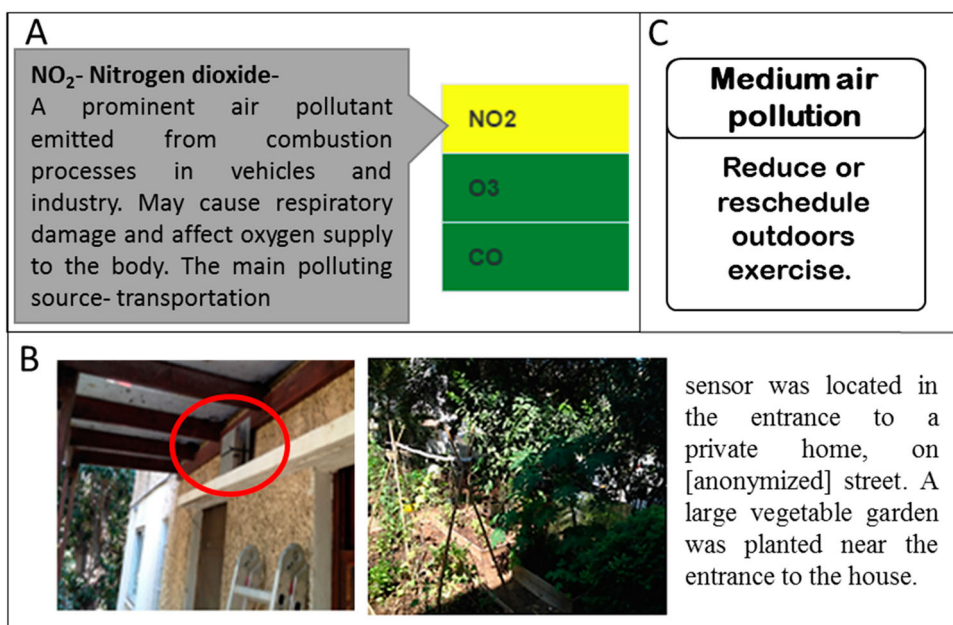 A
NO₂- Nitrogen dioxide-
A prominent air pollutant
emitted from combustion
processes in vehicles and
industry. May cause respiratory
damage and affect oxygen supply
to the body. The main polluting
source- transportation
NO2
O3
CO
C
Medium air
pollution
Reduce or
reschedule
outdoors
exercise.
B
sensor was located in
the entrance to a
private home, on
[anonymized] street. A
large vegetable garden
was planted near the
entrance to the house.